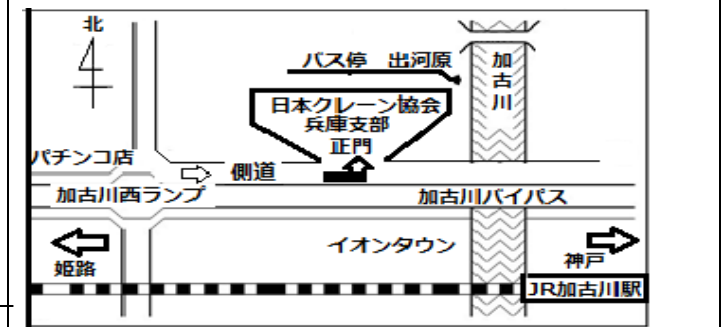 北
バス停 出河原
加古川
日本クレーン協会
兵庫支部
正門
パチンコ店
側道
加古川西ランプ
加古川バイパス
イオンタウン
姫路
神戸
JR加古川駅